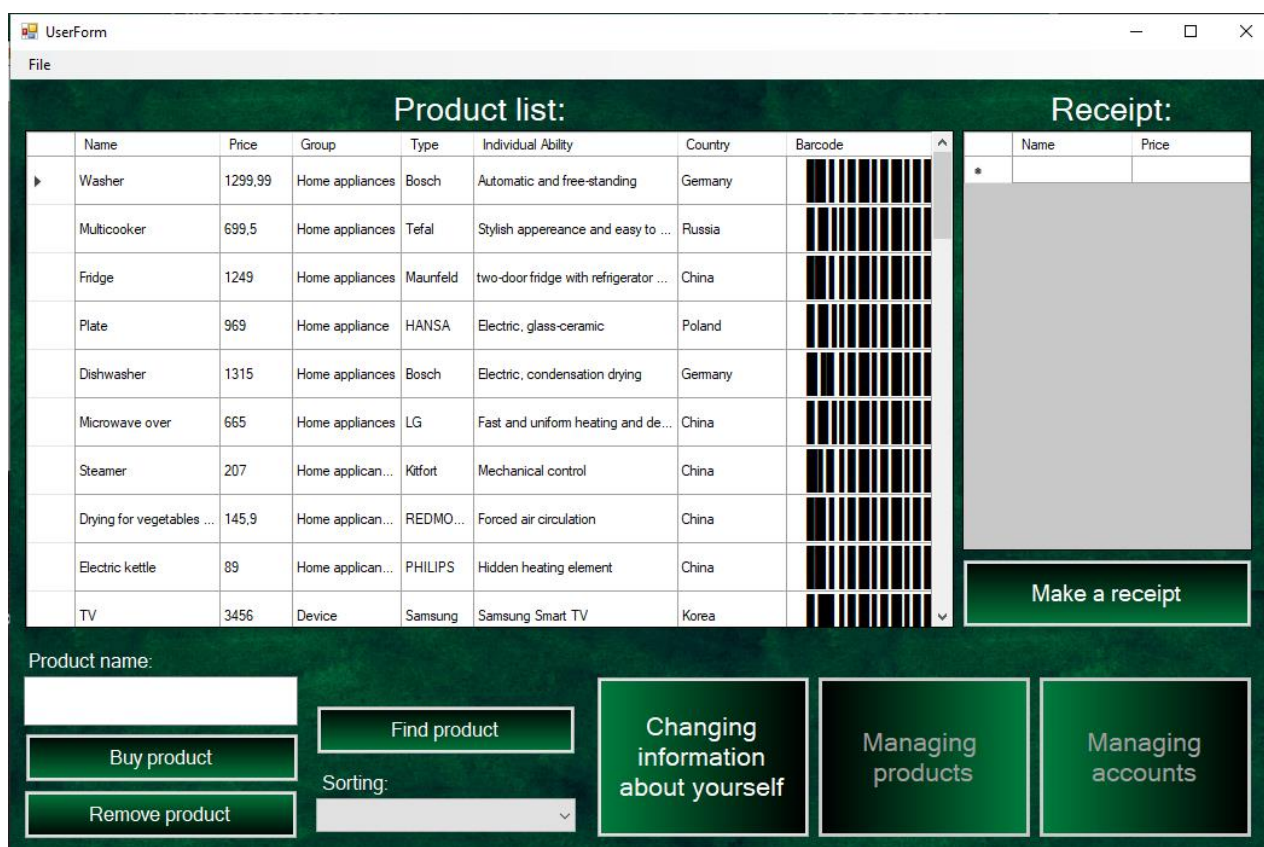 UserForm
File
Product list:
Receipt:
Name Price Group Type Individual Ability Country Barcode
Name Price
Washer 1299,99 Home appliances Bosch Automatic and free-standing Germany
*
Multicooker 699,5 Home appliances Tefal Stylish appereance and easy to ... Russia
Fridge 1249 Home appliances Maunfeld two-door fridge with refrigerator ... China
Plate 969 Home appliance HANSA Electric, glass-ceramic Poland
Dishwasher 1315 Home appliances Bosch Electric, condensation drying Germany
Microwave over 665 Home appliances LG Fast and uniform heating and de... China
Steamer 207 Home applican... Kitfort Mechanical control China
Drying for vegetables ... 145,9 Home applican... REDMO... Forced air circulation China
Electric kettle 89 Home applican... PHILIPS Hidden heating element China
TV 3456 Device Samsung Samsung Smart TV Korea
Make a receipt
Product name:
Buy product
Remove product
Find product
Sorting:
Changing
information
about yourself
Managing
products
Managing
accounts